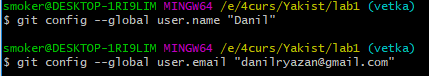 smoker@DESKTOP-1RI9LIM MINGW64 /e/4curs/Yakist/lab1 (vetka)
$ git config --global user.name "Danil"
smoker@DESKTOP-1RI9LIM MINGW64 /e/4curs/Yakist/lab1 (vetka)
$ git config --global user.email "danilryazan@gmail.com"